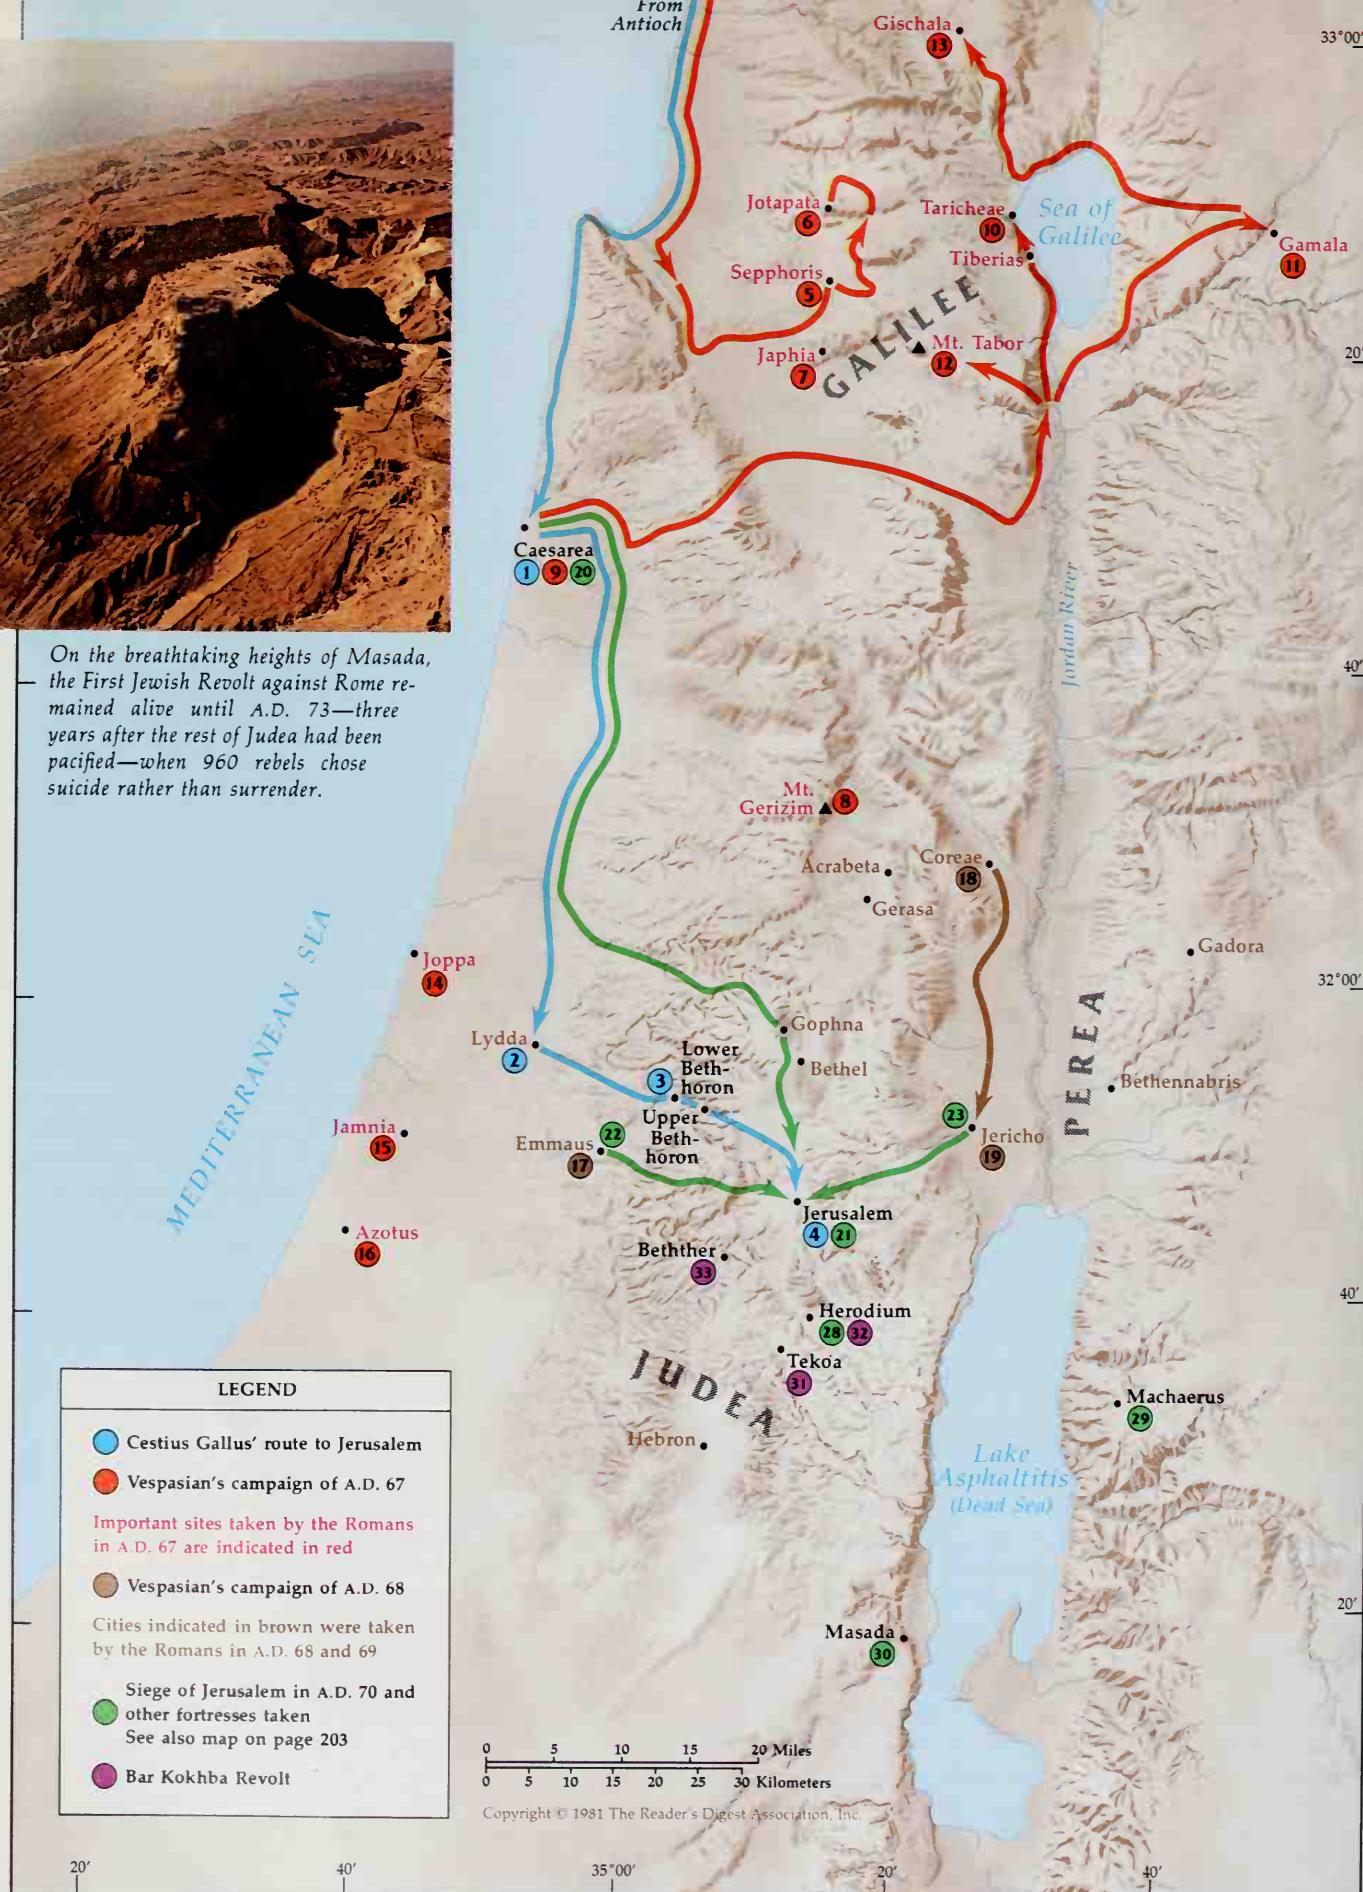 From
Antioch
Gischala
13
33°00'
Jotapata
6
Taricheae
10
Sea of
Galilee
Tiberias
Gamala
11
Sepphoris
5
GALILEE
Japhia
7
Mt. Tabor
12
20'
Caesarea
1 9 20
Jordan River
40'
On the breathtaking heights of Masada,
the First Jewish Revolt against Rome re-
mained alive until A.D. 73—three
years after the rest of Judea had been
pacified—when 960 rebels chose
suicide rather than surrender.
Mt.
Gerizim
8
Acrabeta
Coreae
18
Gerasa
MEDITERRANEAN SEA
Joppa
14
Gadora
32°00'
PEREA
Lydda
2
Gophna
Bethel
3
Lower
Beth-
horon
Upper
Beth-
horon
Bethennabris
Jamnia
15
Emmaus
22
17
23
Jericho
19
Azotus
16
Jerusalem
4 21
Bethther
33
Herodium
28 32
40'
Tekoa
31
JUDEA
Hebron
Machaerus
29
Lake
Asphaltitis
(Dead Sea)
Masada
30
20'
LEGEND
Cestius Gallus' route to Jerusalem
Vespasian's campaign of A.D. 67
Important sites taken by the Romans
in A.D. 67 are indicated in red
Vespasian's campaign of A.D. 68
Cities indicated in brown were taken
by the Romans in A.D. 68 and 69
Siege of Jerusalem in A.D. 70 and
other fortresses taken
See also map on page 203
Bar Kokhba Revolt
0 5 10 15 20 Miles
0 5 10 15 20 25 30 Kilometers
Copyright © 1981 The Reader's Digest Association, Inc.
20' 40' 35°00' 20' 40'